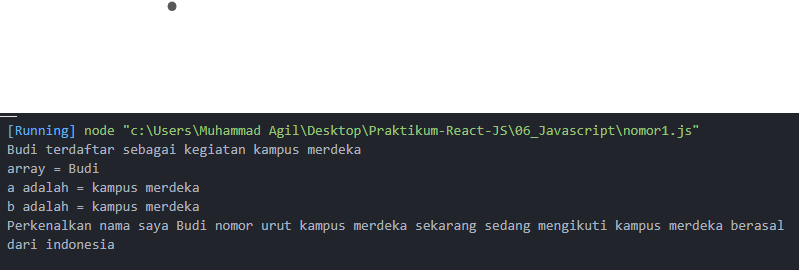 [Running] node "c:\Users\Muhammad Agil\Desktop\Praktikum-React-JS\06_Javascript\nomor1.js"
Budi terdaftar sebagai kegiatan kampus merdeka
array = Budi
a adalah = kampus merdeka
b adalah = kampus merdeka
Perkenalkan nama saya Budi nomor urut kampus merdeka sekarang sedang mengikuti kampus merdeka berasal
dari indonesia